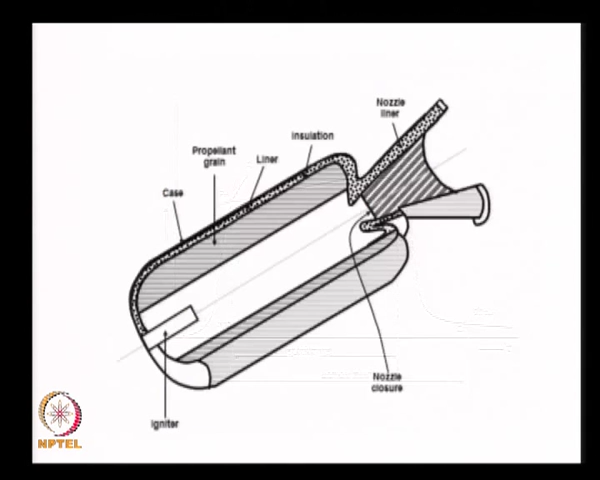 Nozzle
liner
Insulation
Propellant
grain
Liner
Case
Nozzle
closure
Igniter
NPTEL